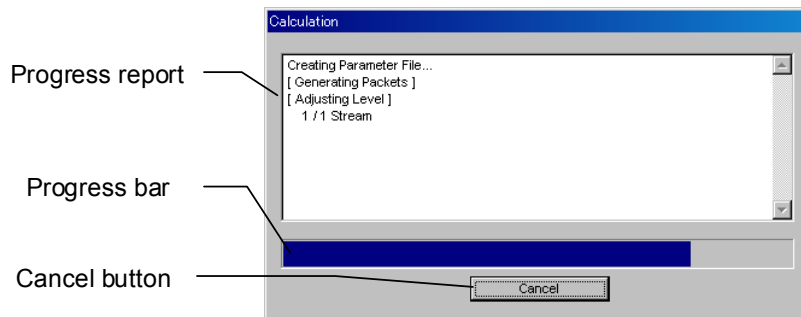 Calculation
Progress report
Creating Parameter File...
[ Generating Packets ]
[ Adjusting Level ]
1 / 1 Stream
Progress bar
Cancel button
Cancel